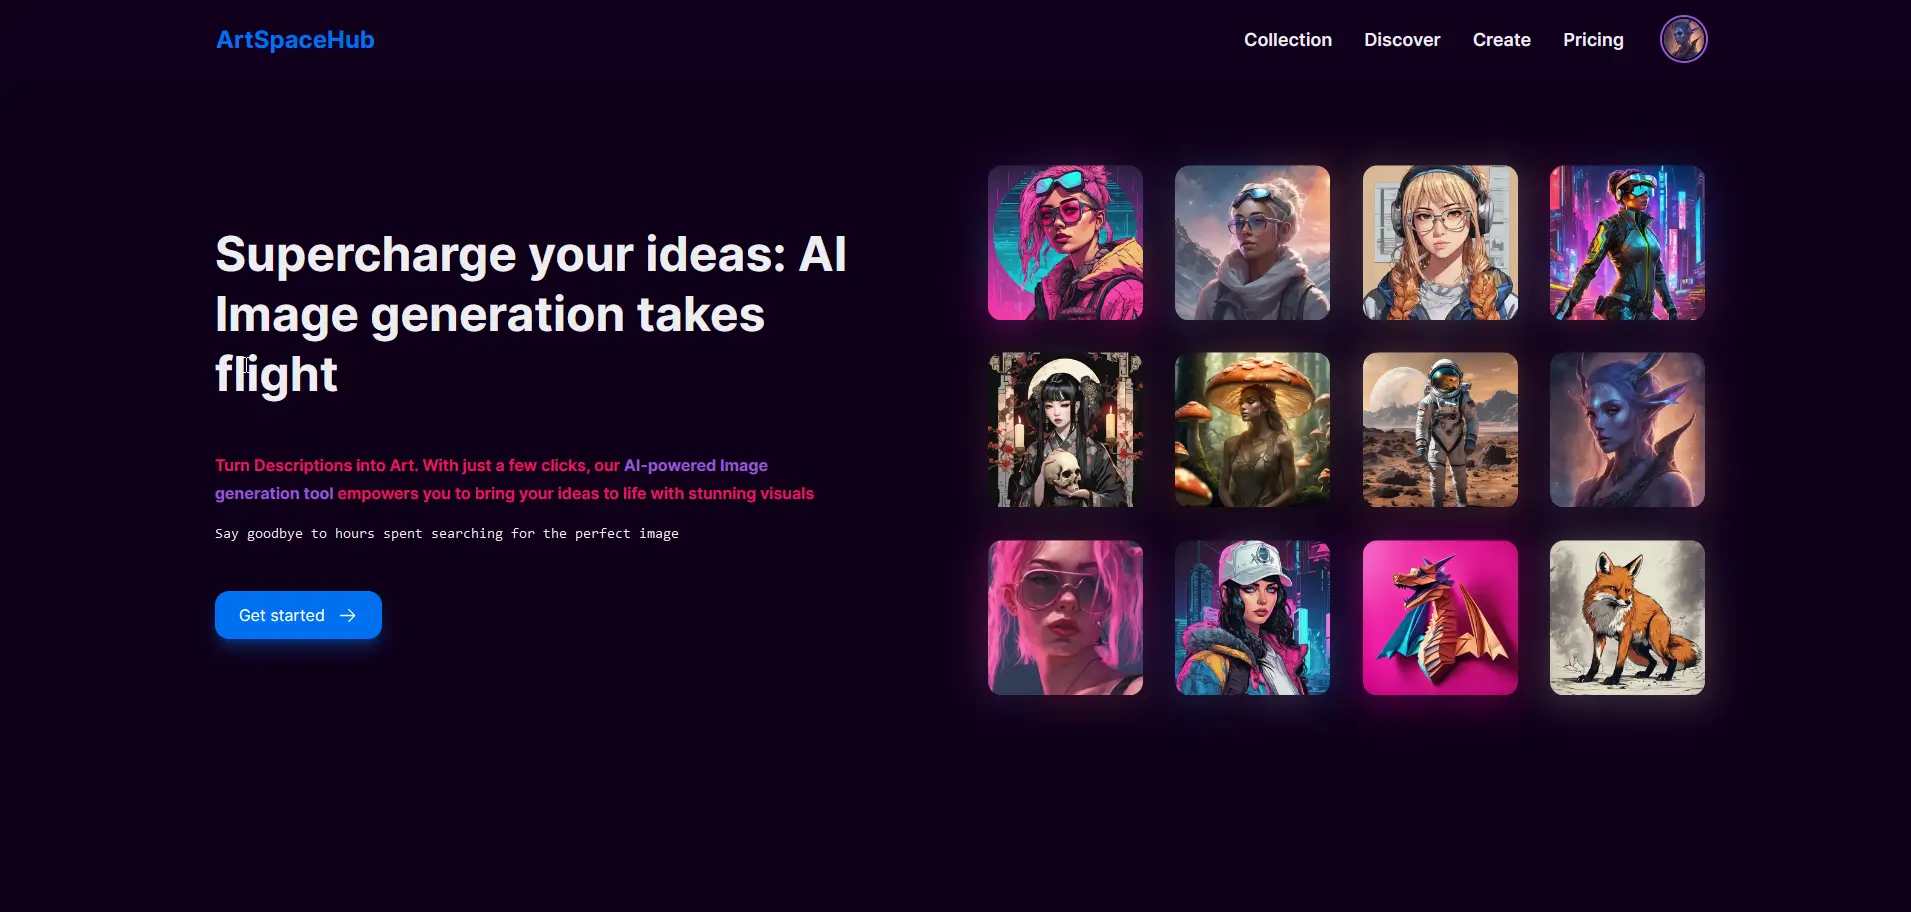 ArtSpaceHub
Collection
Discover
Create
Pricing
Supercharge your ideas: AI
Image generation takes
flight
Turn Descriptions into Art. With just a few clicks, our AI-powered Image
generation tool empowers you to bring your ideas to life with stunning visuals
Say goodbye to hours spent searching for the perfect image
Get started